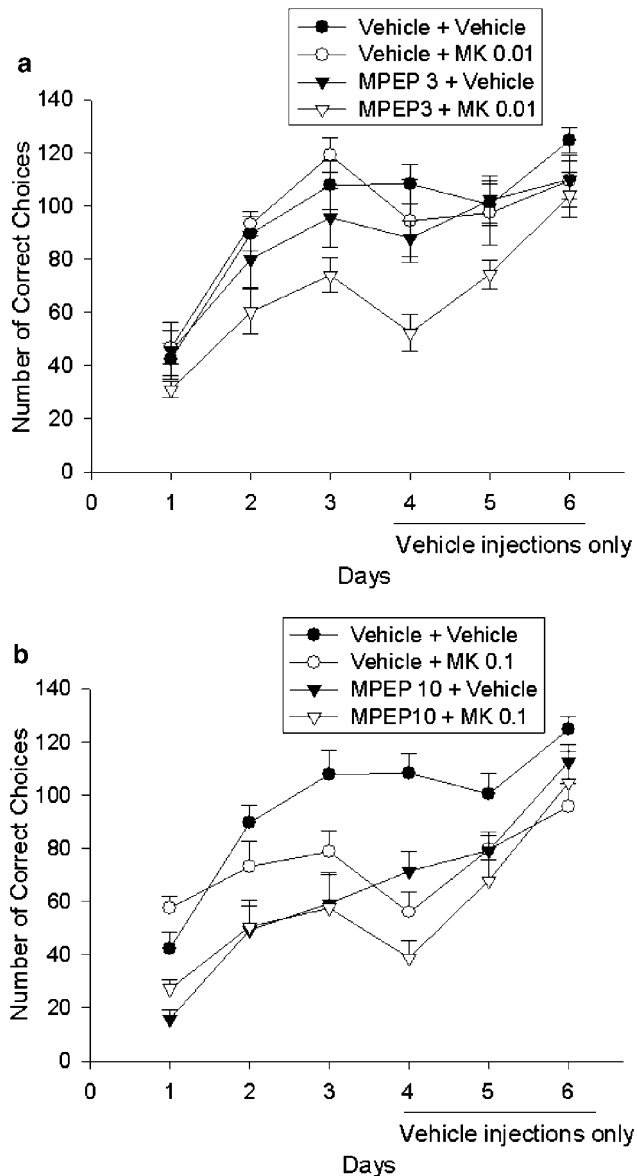 a
Vehicle + Vehicle
Vehicle + MK 0.01
MPEP 3 + Vehicle
MPEP3 + MK 0.01
Number of Correct Choices
140
120
100
80
60
40
20
0
0 1 2 3 4 5 6
Vehicle injections only
Days
b
Vehicle + Vehicle
Vehicle + MK 0.1
MPEP 10 + Vehicle
MPEP10 + MK 0.1
Number of Correct Choices
140
120
100
80
60
40
20
0
0 1 2 3 4 5 6
Vehicle injections only
Days